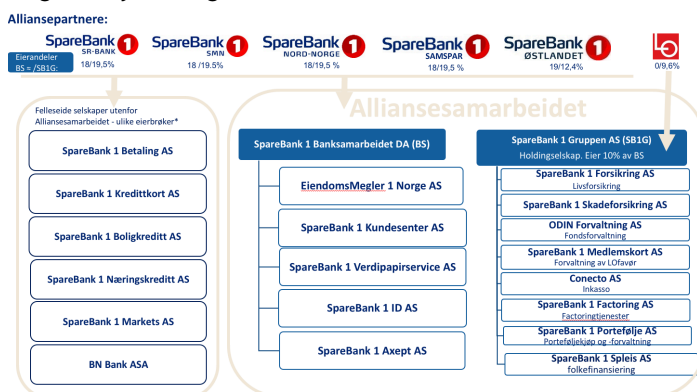 Alliansepartnere:
SpareBank 1
SR-BANK
18/19,5%
SpareBank 1
SMN
18 /19.5%
SpareBank 1
NORD-NORGE
18/19,5 %
SpareBank 1
SAMSPAR
18/19,5 %
SpareBank 1
ØSTLANDET
19/12,4%
LO
0/9,6%
Eierandeler
BS = /SB1G:
Felleseide selskaper utenfor
Alliansesamarbeidet - ulike eierbrøker*
SpareBank 1 Betaling AS
SpareBank 1 Kredittkort AS
SpareBank 1 Boligkreditt AS
SpareBank 1 Næringskreditt AS
SpareBank 1 Markets AS
BN Bank ASA
Alliansesamarbeidet
SpareBank 1 Banksamarbeidet DA (BS)
EiendomsMegler 1 Norge AS
SpareBank 1 Kundesenter AS
SpareBank 1 Verdipapirservice AS
SpareBank 1 ID AS
SpareBank 1 Axept AS
SpareBank 1 Gruppen AS (SB1G)
Holdingselskap. Eier 10% av BS
SpareBank 1 Forsikring AS
Livsforsikring
SpareBank 1 Skadeforsikring AS
ODIN Forvaltning AS
Fondsforvaltning
SpareBank 1 Medlemskort AS
Forvaltning av LOfavør
Conecto AS
Inkasso
SpareBank 1 Factoring AS
Factoringtjenester
SpareBank 1 Portefølje AS
Porteføljekjøp og -forvaltning
SpareBank 1 Spleis AS
folkefinansiering